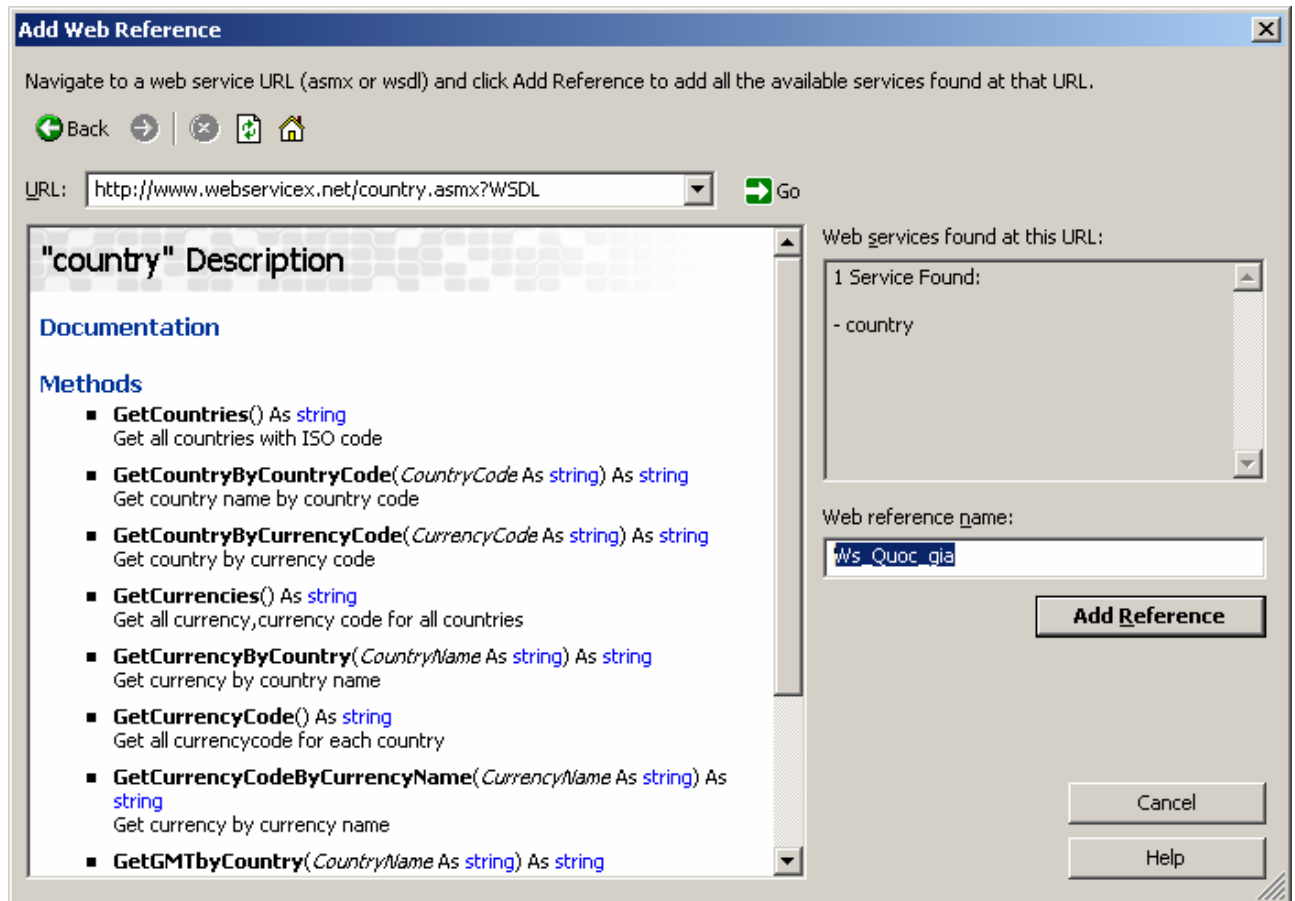 Add Web Reference
Navigate to a web service URL (asmx or wsdl) and click Add Reference to add all the available services found at that URL.
Back
URL: http://www.webservicex.net/country.asmx?WSDL Go
"country" Description
Documentation
Methods
GetCountries() As string
Get all countries with ISO code
GetCountryByCountryCode(CountryCode As string) As string
Get country name by country code
GetCountryByCurrencyCode(CurrencyCode As string) As string
Get country by currency code
GetCurrencies() As string
Get all currency,currency code for all countries
GetCurrencyByCountry(CountryName As string) As string
Get currency by country name
GetCurrencyCode() As string
Get all currencycode for each country
GetCurrencyCodeByCurrencyName(CurrencyName As string) As
string
Get currency by currency name
GetGMTbyCountry(CountryName As string) As string
Web services found at this URL:
1 Service Found:
- country
Web reference name:
Ws_Quoc_gia
Add Reference
Cancel
Help